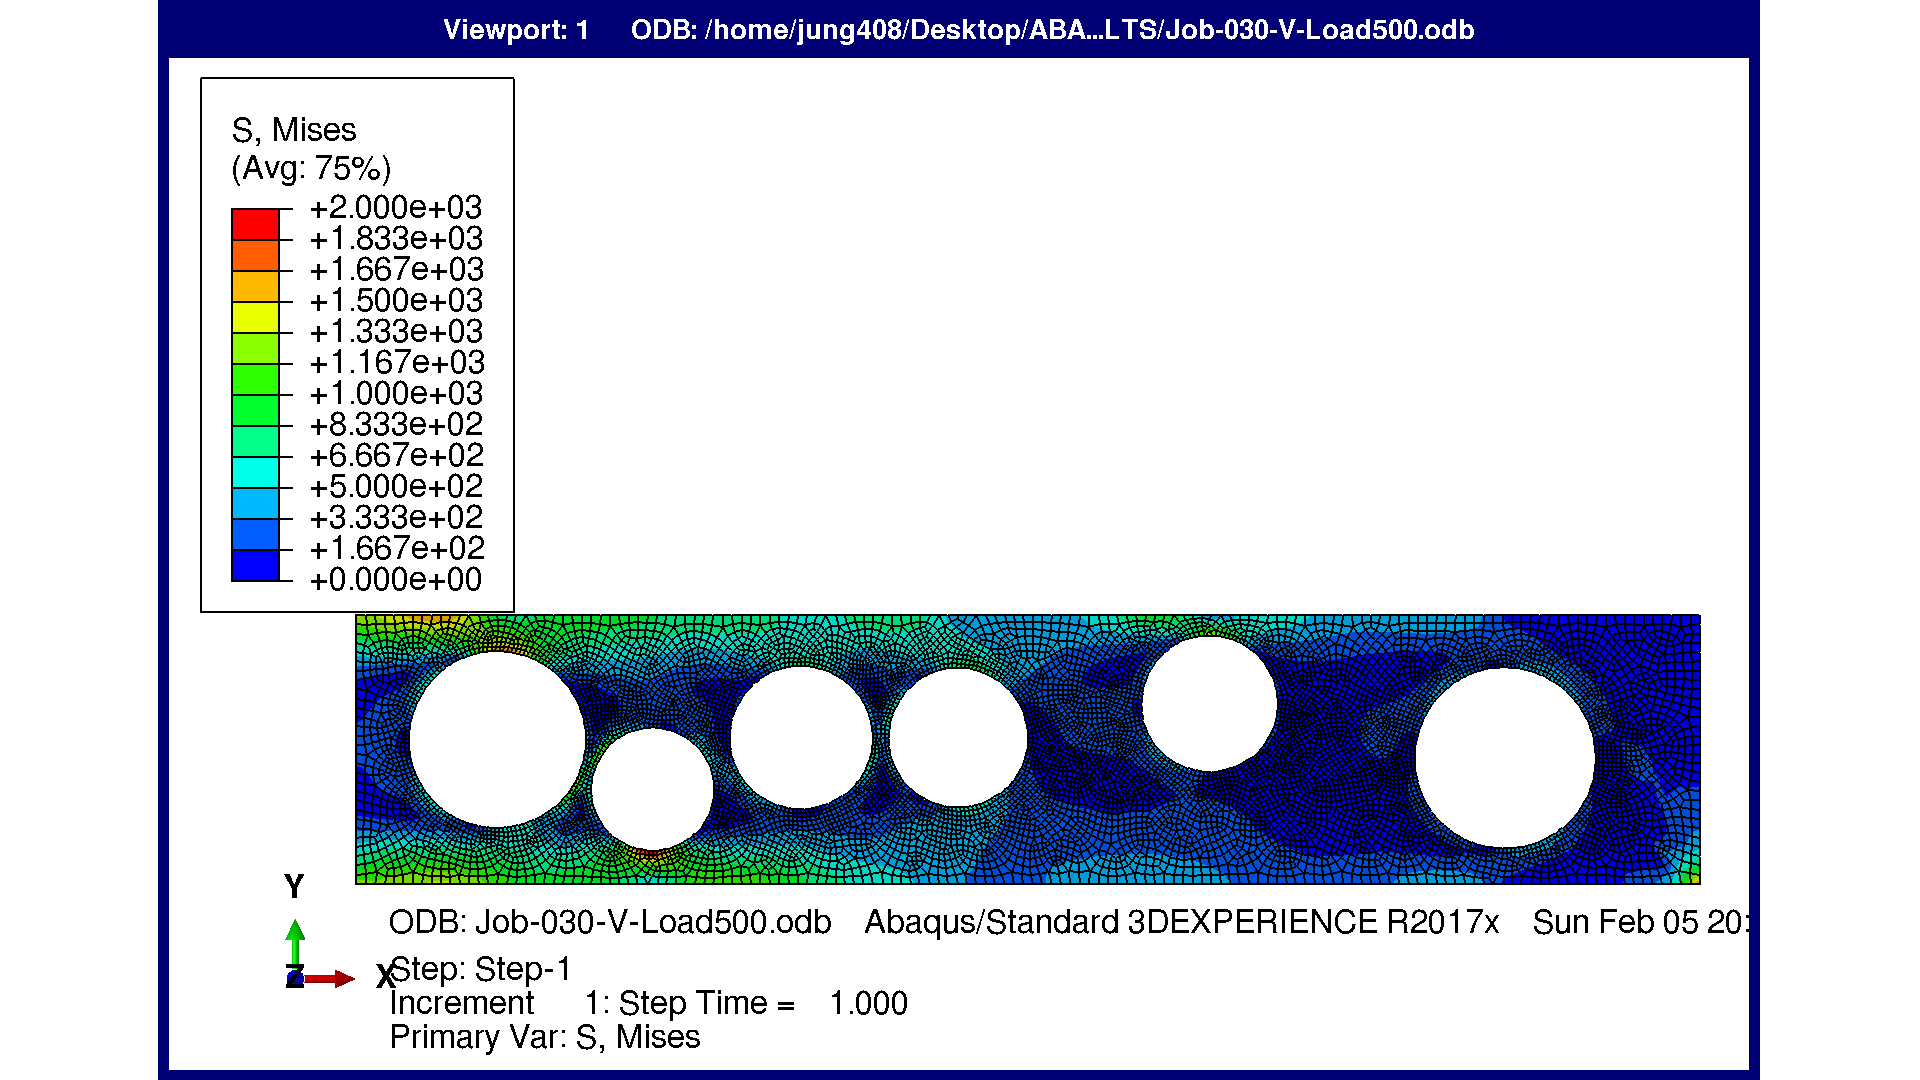 Viewport: 1 ODB: /home/jung408/Desktop/ABA...LTS/Job-030-V-Load500.odb
S, Mises
(Avg: 75%)
+2.000e+03
+1.833e+03
+1.667e+03
+1.500e+03
+1.333e+03
+1.167e+03
+1.000e+03
+8.333e+02
+6.667e+02
+5.000e+02
+3.333e+02
+1.667e+02
+0.000e+00
Y
Z
X
ODB: Job-030-V-Load500.odb Abaqus/Standard 3DEXPERIENCE R2017x Sun Feb 05 20:
Step: Step-1
Increment 1: Step Time = 1.000
Primary Var: S, Mises